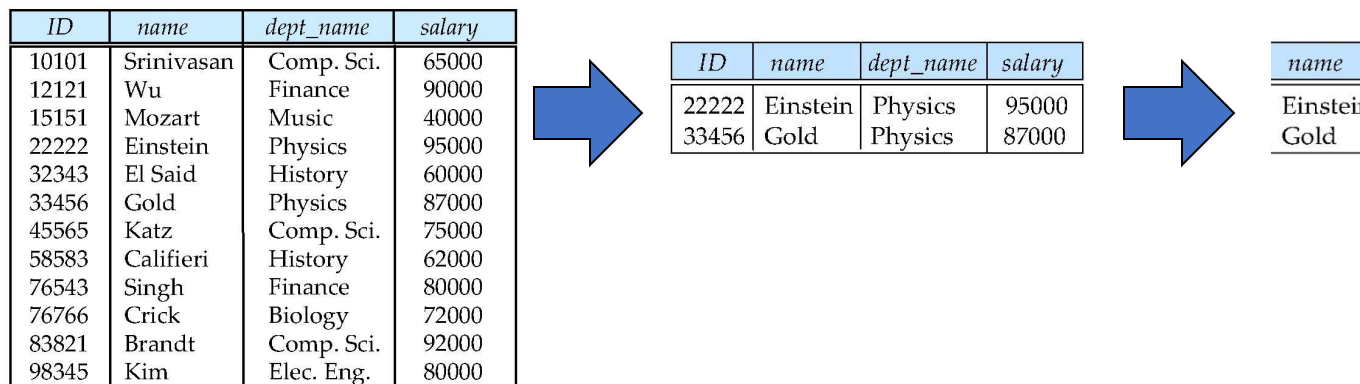 ID name dept_name salary
10101 Srinivasan Comp. Sci. 65000
12121 Wu Finance 90000
15151 Mozart Music 40000
22222 Einstein Physics 95000
32343 El Said History 60000
33456 Gold Physics 87000
45565 Katz Comp. Sci. 75000
58583 Califieri History 62000
76543 Singh Finance 80000
76766 Crick Biology 72000
83821 Brandt Comp. Sci. 92000
98345 Kim Elec. Eng. 80000
ID name dept_name salary
22222 Einstein Physics 95000
33456 Gold Physics 87000
name
Einstein
Gold